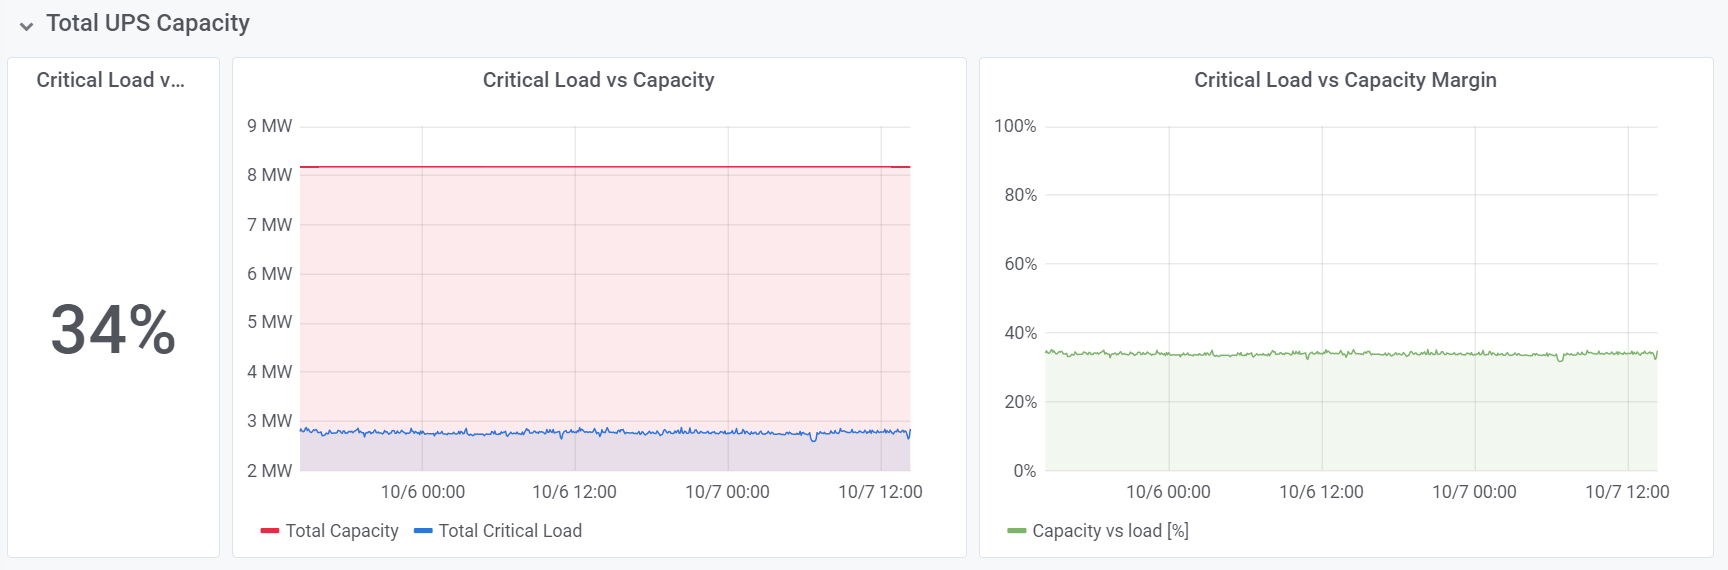 Total UPS Capacity
Critical Load v...
34%
Critical Load vs Capacity
9 MW
8 MW
7 MW
6 MW
5 MW
4 MW
3 MW
2 MW
10/6 00:00 10/6 12:00 10/7 00:00 10/7 12:00
Total Capacity Total Critical Load
Critical Load vs Capacity Margin
100%
80%
60%
40%
20%
0%
10/6 00:00 10/6 12:00 10/7 00:00 10/7 12:00
Capacity vs load [%]